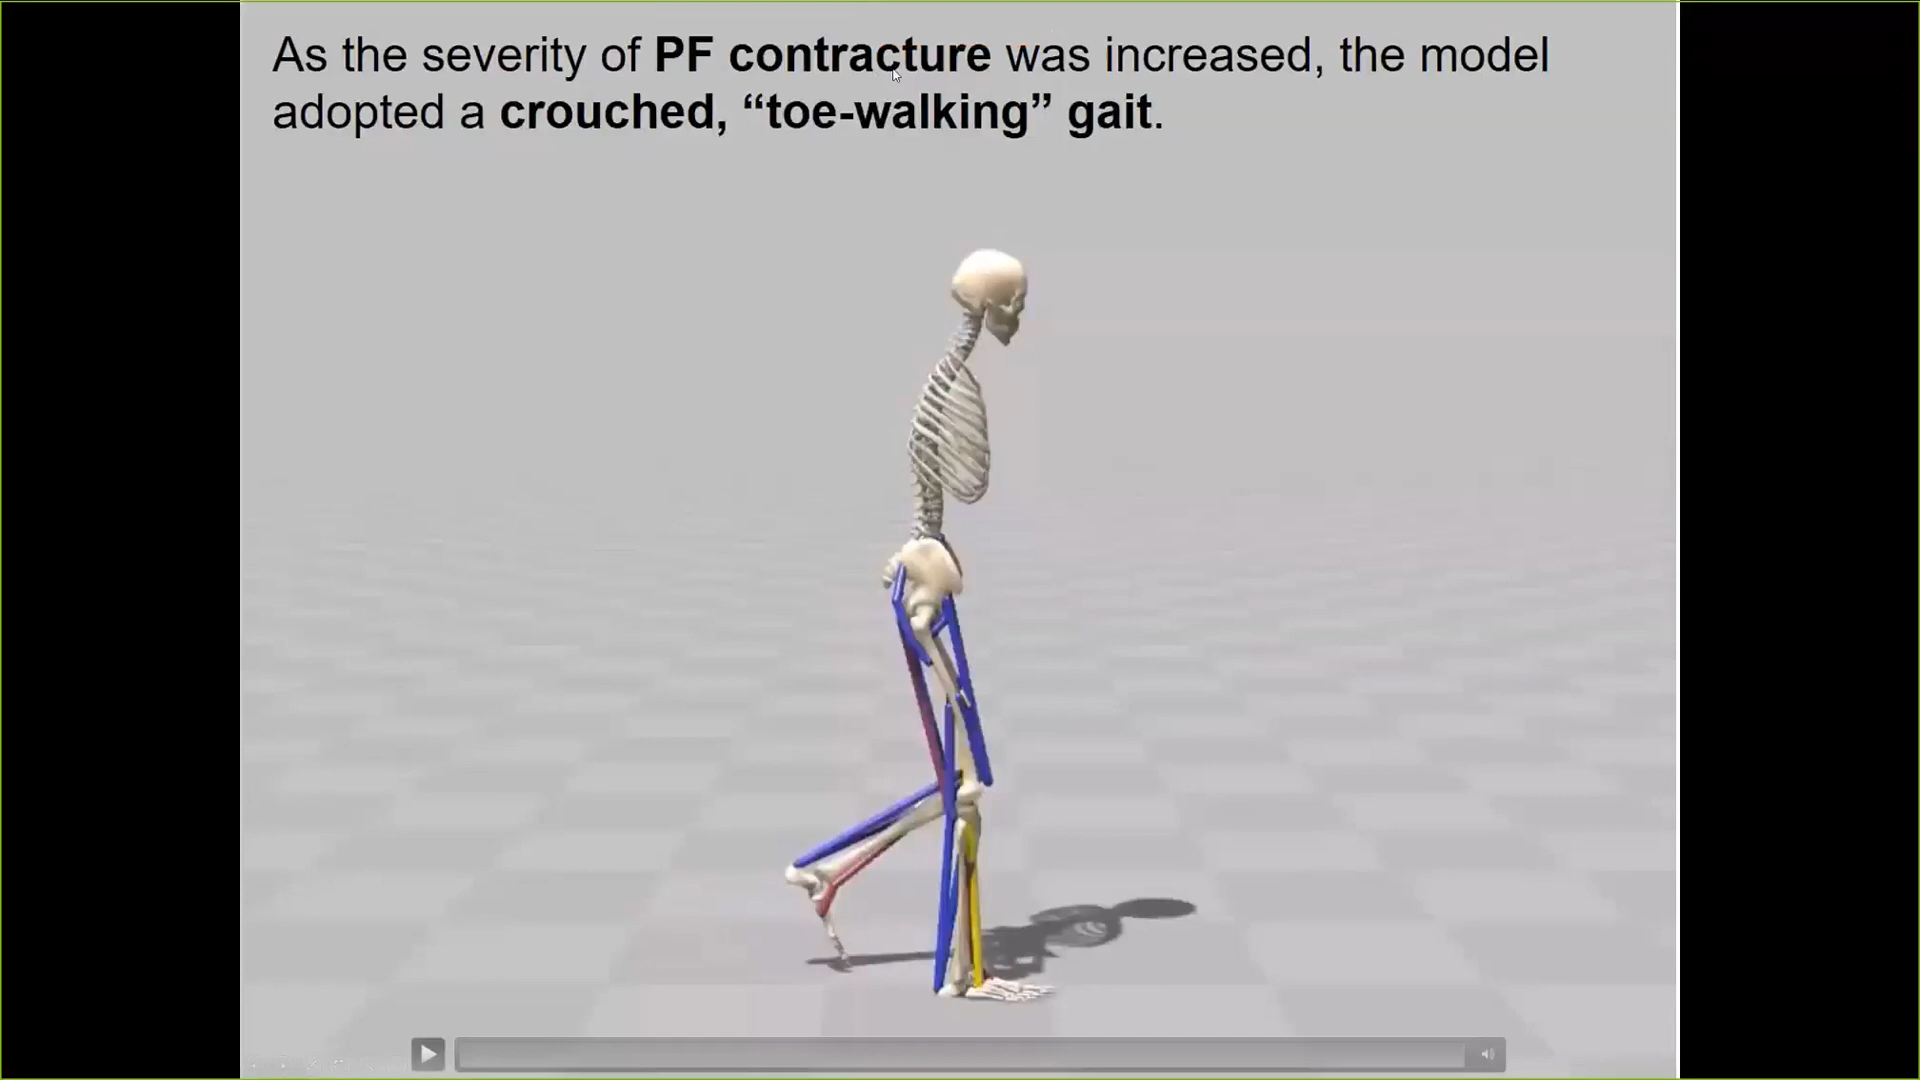 As the severity of PF contracture was increased, the model
adopted a crouched, “toe-walking” gait.